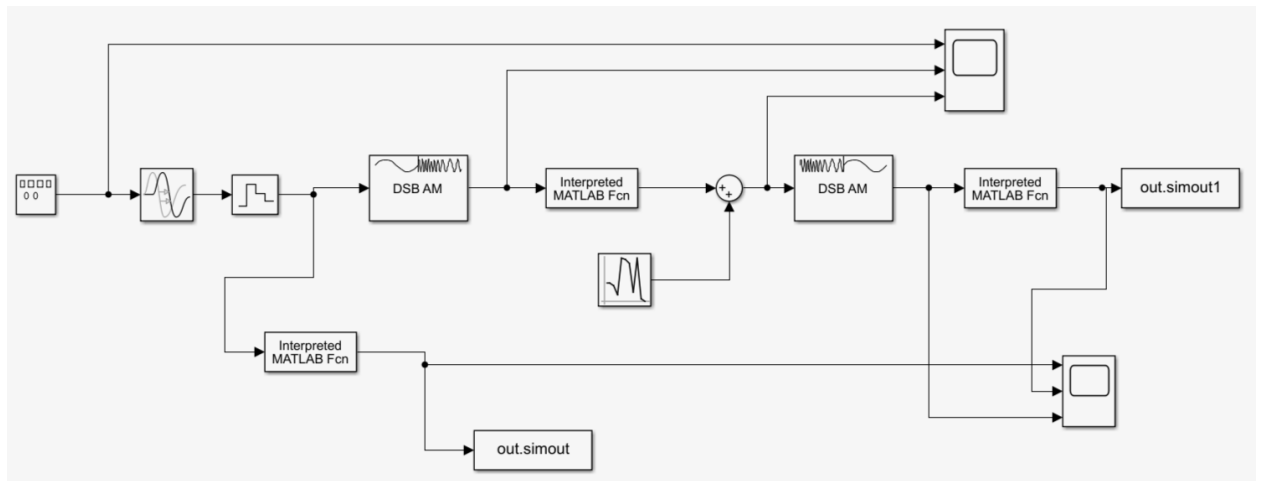 DSB AM
Interpreted
MATLAB Fcn
DSB AM
Interpreted
MATLAB Fcn
out.simout1
Interpreted
MATLAB Fcn
out.simout